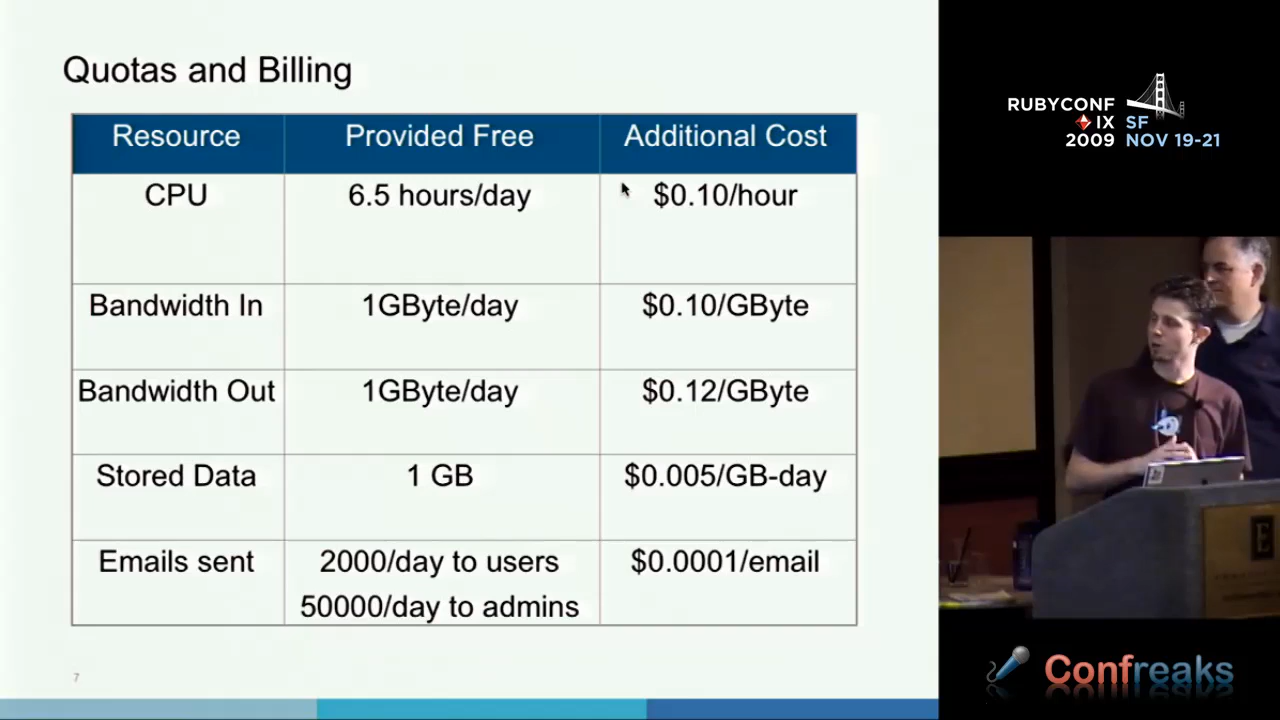 Quotas and Billing
Resource Provided Free Additional Cost
CPU 6.5 hours/day $0.10/hour
Bandwidth In 1GByte/day $0.10/GByte
Bandwidth Out 1GByte/day $0.12/GByte
Stored Data 1 GB $0.005/GB-day
Emails sent 2000/day to users $0.0001/email
50000/day to admins
7
RUBYCONF
IX SF
2009 NOV 19-21
E
Confreaks